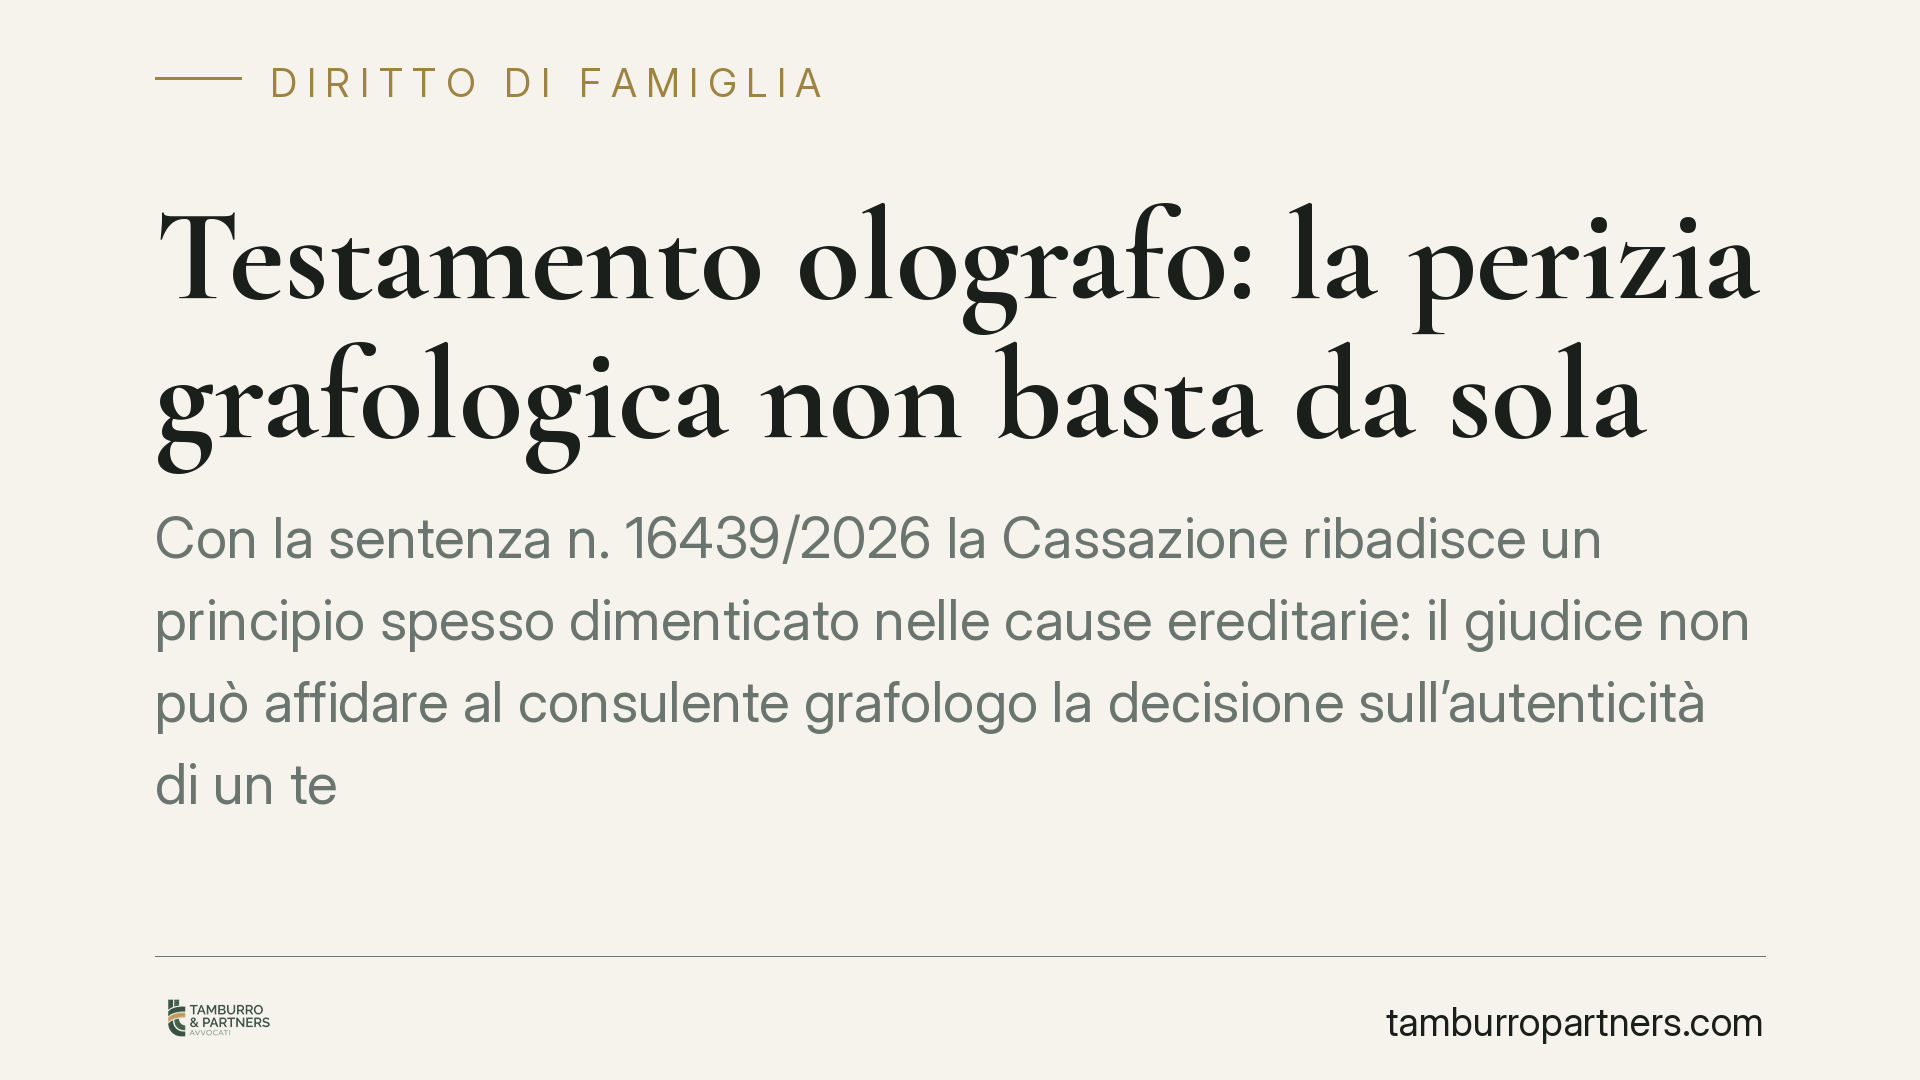 DIRITTO DI FAMIGLIA
Testamento olografo: la perizia
grafologica non basta da sola
Con la sentenza n. 16439/2026 la Cassazione ribadisce un
principio spesso dimenticato nelle cause ereditarie: il giudice non
può affidare al consulente grafologo la decisione sull’autenticità
di un te
TAMBURRO
& PARTNERS
AVVOCATI
tamburropartners.com